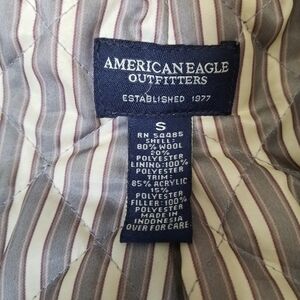 AMERICAN EAGLE
OUTFITTERS
ESTABLISHED 1977
S
RN 54485
SHELL:
80% WOOL
20%
POLYESTER
LINING:100%
POLYESTER
TRIM:
85% ACRYLIC
15%
POLYESTER
FILLER:100%
POLYESTER
MADE IN
INDONESIA
OVER FOR CARE